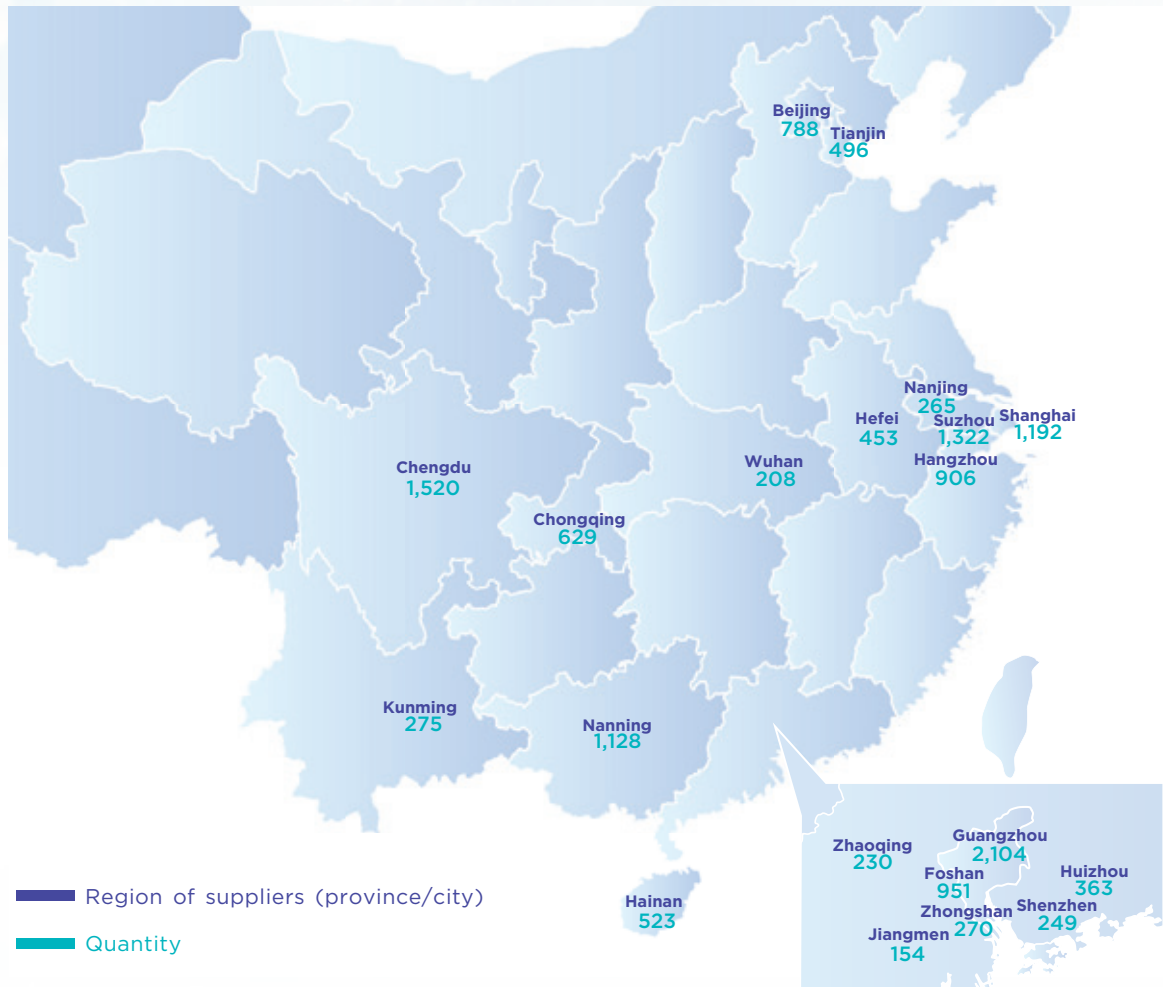 Beijing
788
Tianjin
496
Nanjing
265
Hefei
453
Suzhou
1,322
Shanghai
1,192
Hangzhou
906
Chengdu
1,520
Wuhan
208
Chongqing
629
Kunming
275
Nanning
1,128
Hainan
523
Zhaoqing
230
Guangzhou
2,104
Foshan
951
Huizhou
363
Zhongshan
270
Shenzhen
249
Jiangmen
154
Region of suppliers (province/city)
Quantity